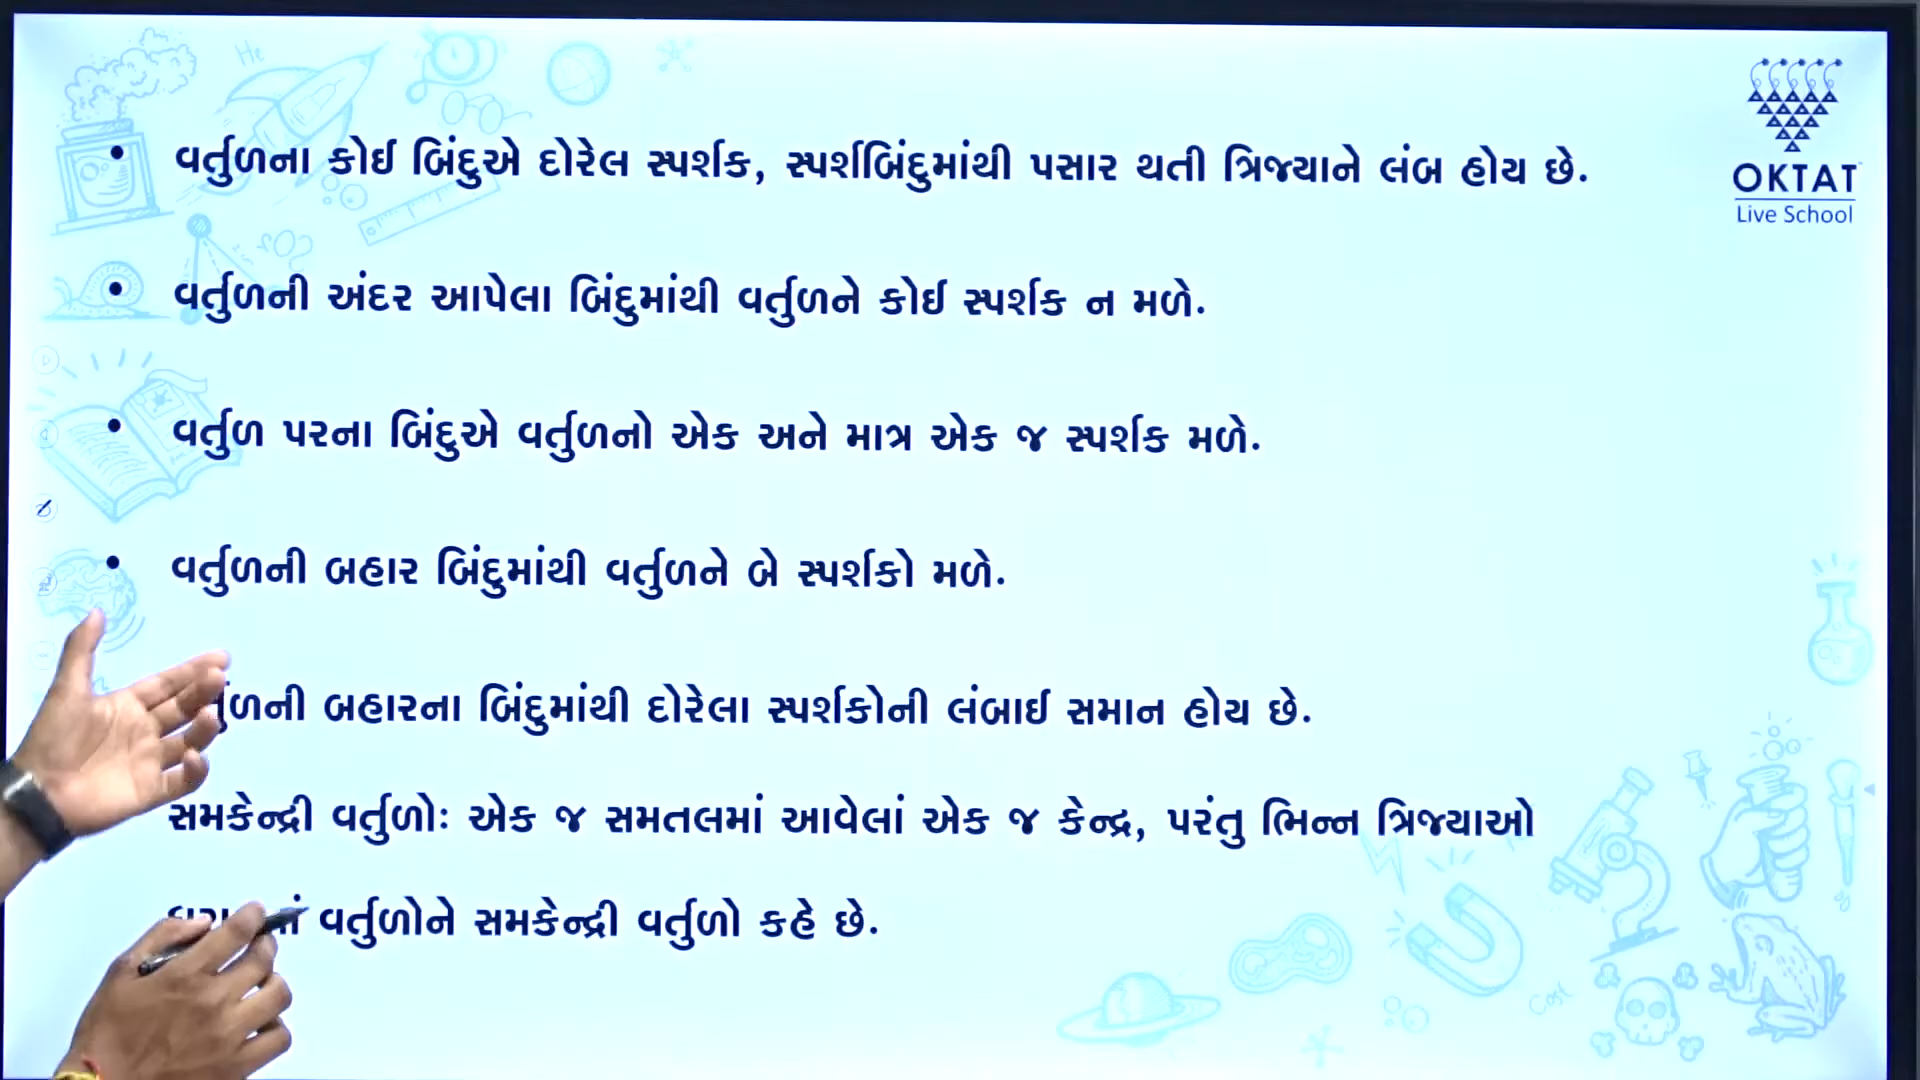 વર્તુળના કોઈ બિંદુએ દોરેલ સ્પર્શક, સ્પર્શબિંદુમાંથી પસાર થતી ત્રિજ્યાને લંબ હોય છે.
OKTAT
Live School
વર્તુળની અંદર આપેલા બિંદુમાંથી વર્તુળને કોઈ સ્પર્શક ન મળે.
વર્તુળ પરના બિંદુએ વર્તુળનો એક અને માત્ર એક જ સ્પર્શક મળે.
વર્તુળની બહાર બિંદુમાંથી વર્તુળને બે સ્પર્શકો મળે.
બહારના બિંદુમાંથી દોરેલા સ્પર્શકોની લંબાઈ સમાન હોય છે.
સમકેન્દ્રી વર્તુળોઃ એક જ સમતલમાં આવેલાં એક જ કેન્દ્ર, પરંતુ ભિન્ન ત્રિજ્યાઓ
વર્તુળોને સમકેન્દ્રી વર્તુળો કહે છે.